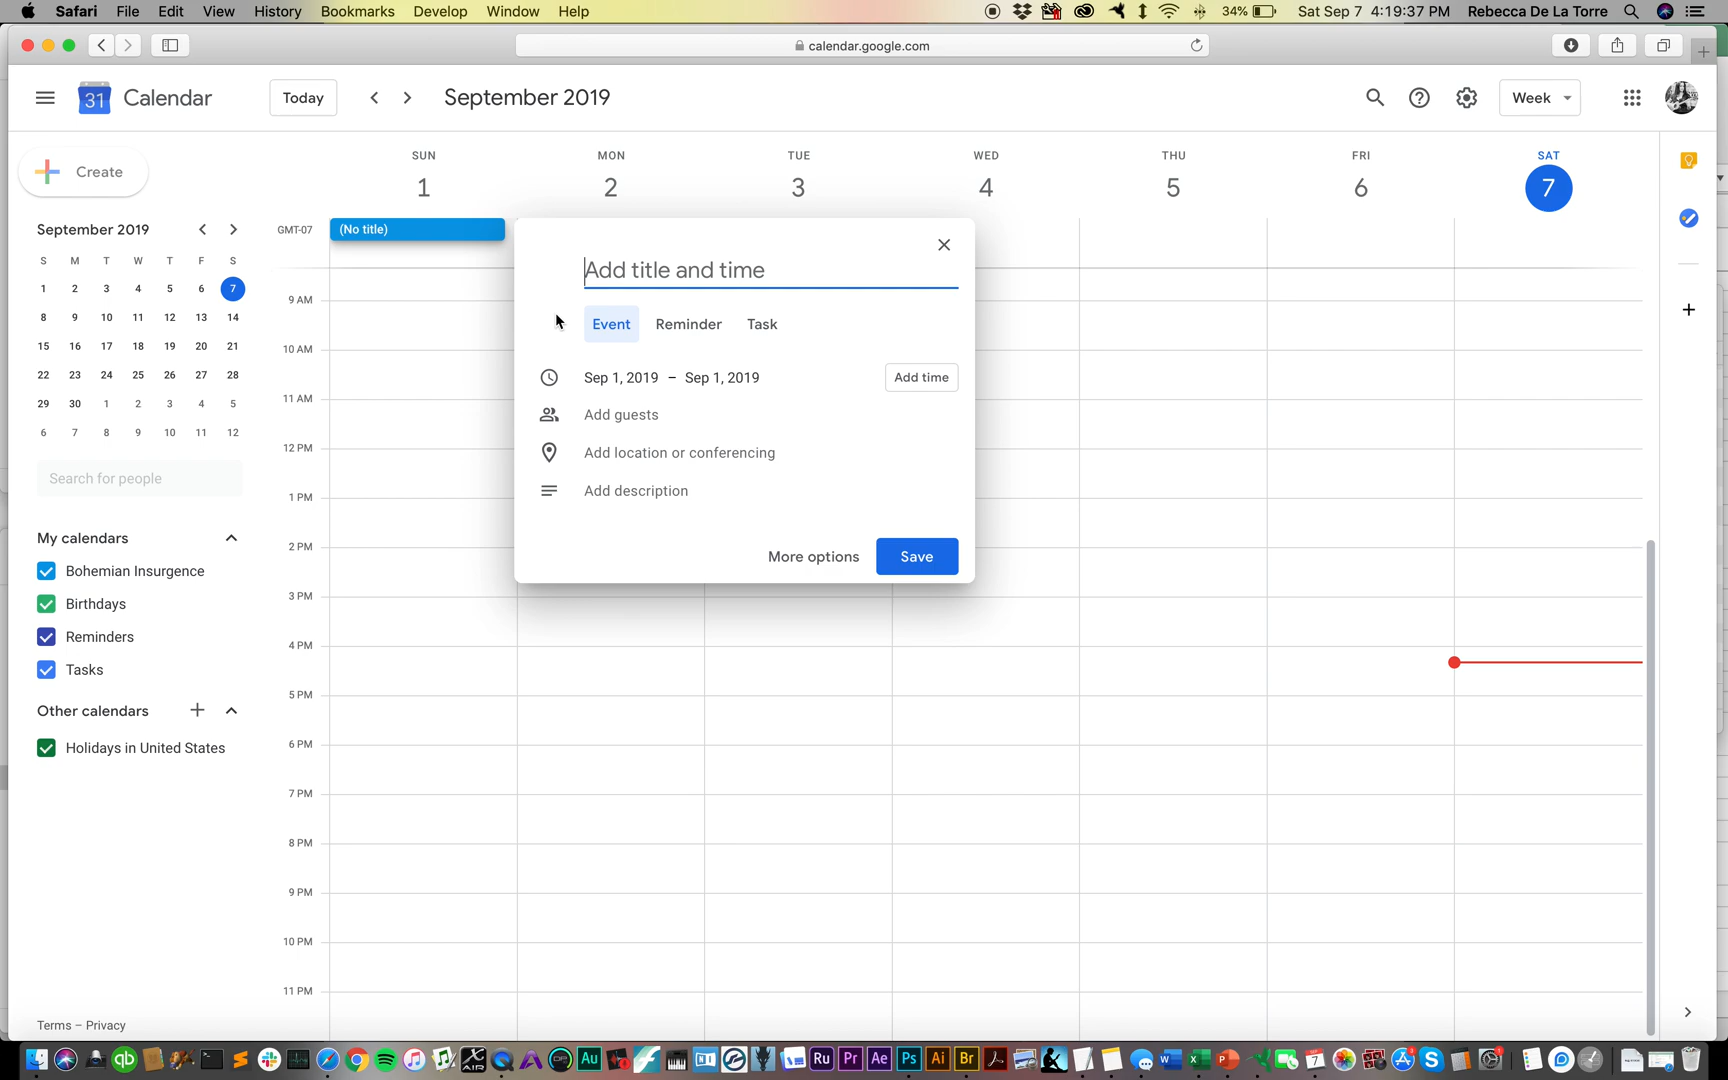 Safari File Edit View History Bookmarks Develop Window Help 34% Sat Sep 7 4:19:37 PM Rebecca De La Torre
calendar.google.com
31 Calendar Today September 2019 Week
Create
SUN MON TUE WED THU FRI SAT
1 2 3 4 5 6 7
September 2019
S M T W T F S
1 2 3 4 5 6 7
8 9 10 11 12 13 14
15 16 17 18 19 20 21
22 23 24 25 26 27 28
29 30 1 2 3 4 5
6 7 8 9 10 11 12
Search for people
My calendars
Bohemian Insurgence
Birthdays
Reminders
Tasks
Other calendars
Holidays in United States
Terms – Privacy
GMT-07
(No title)
9 AM
10 AM
11 AM
12 PM
1 PM
2 PM
3 PM
4 PM
5 PM
6 PM
7 PM
8 PM
9 PM
10 PM
11 PM
Add title and time
Event Reminder Task
Sep 1, 2019 – Sep 1, 2019 Add time
Add guests
Add location or conferencing
Add description
More options Save
qb Au Ru Pr Ae Ps Ai Br